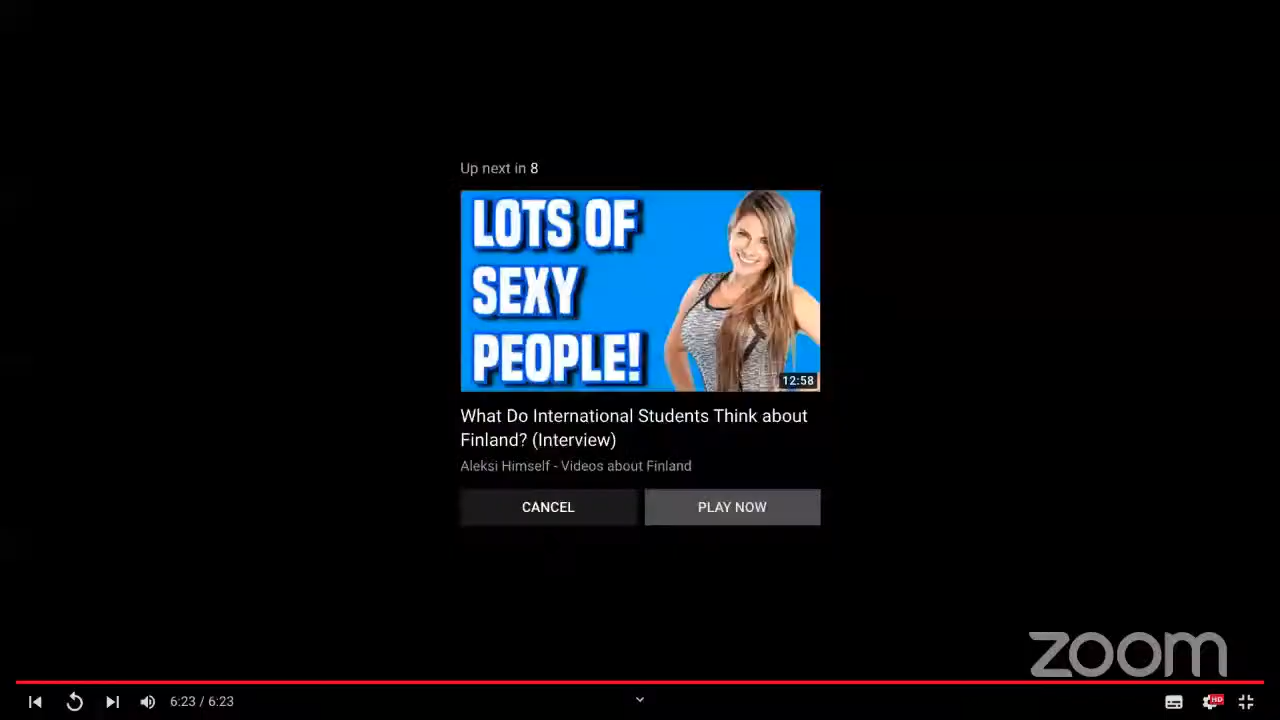 Up next in 8
LOTS OF
SEXY
PEOPLE!
12:58
What Do International Students Think about
Finland? (Interview)
Aleksi Himself - Videos about Finland
CANCEL
PLAY NOW
zoom
6:23 / 6:23
HD